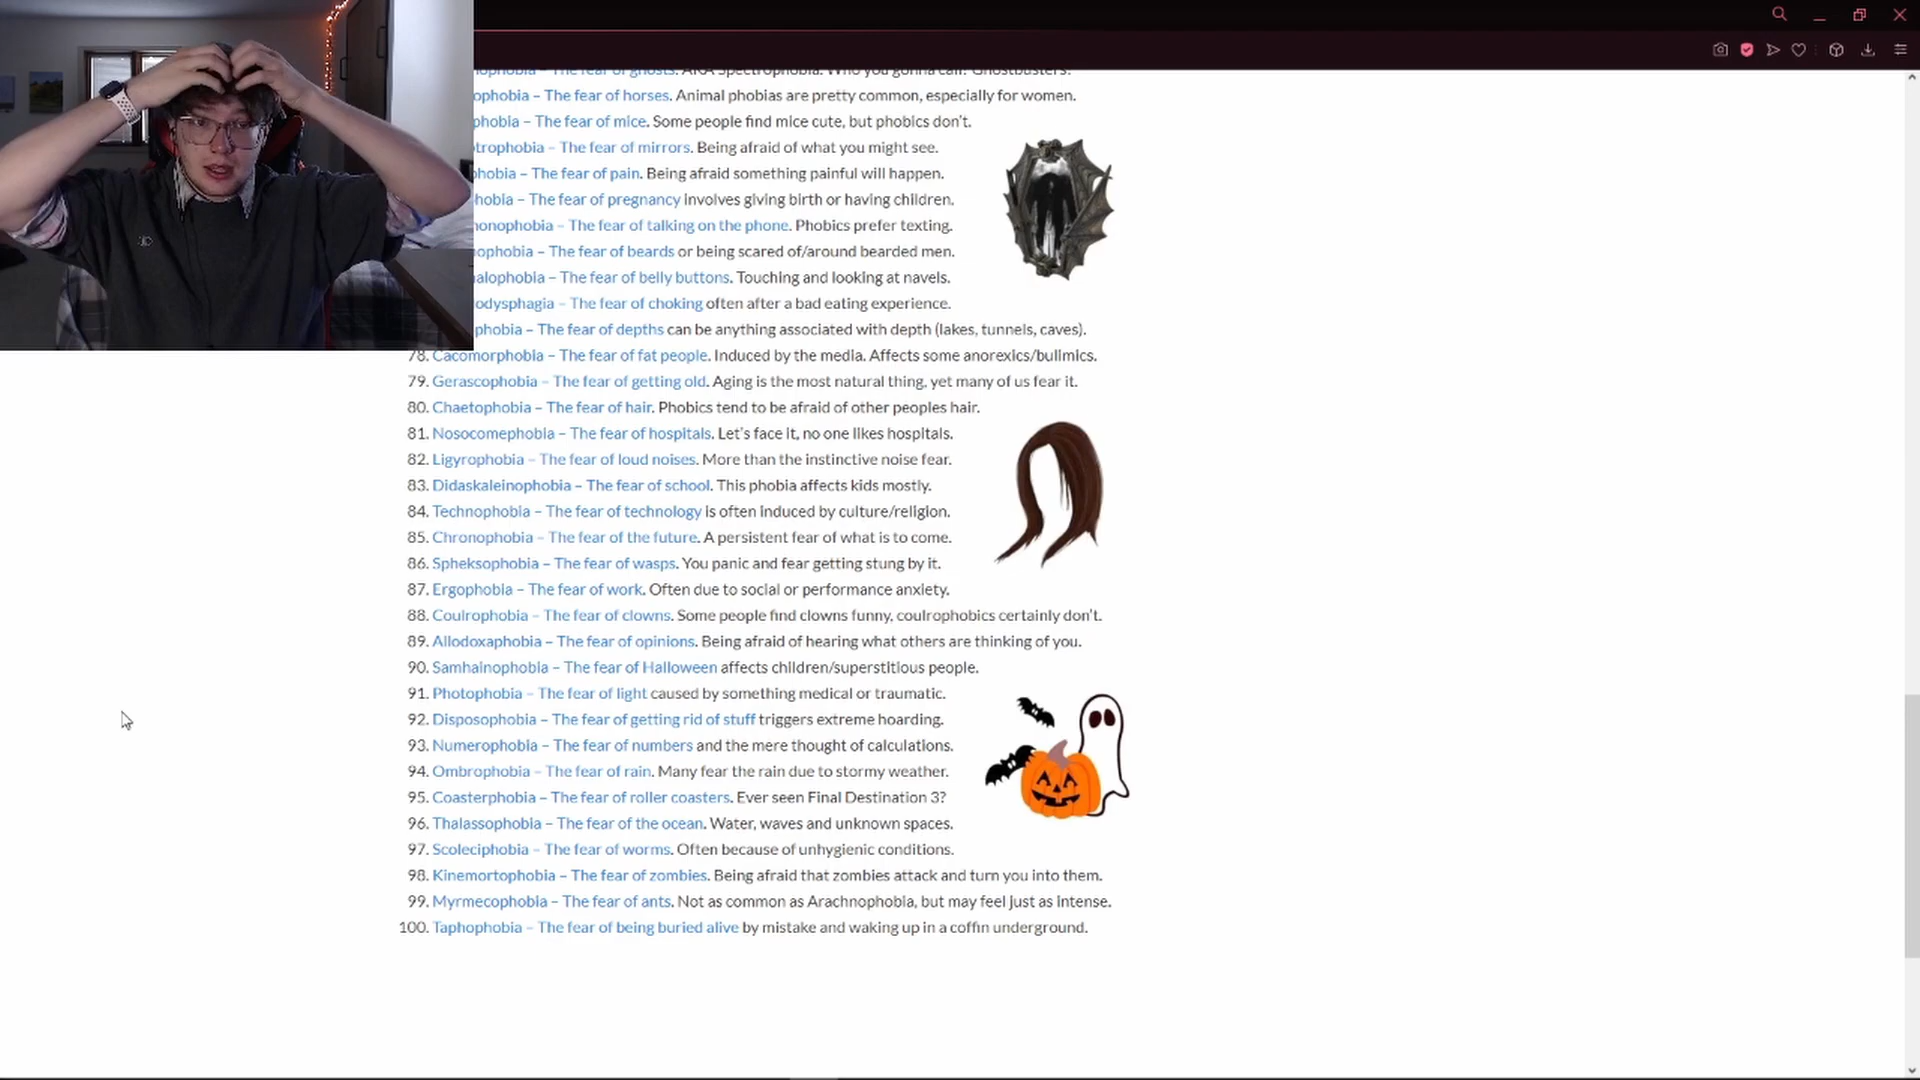 ophobia – The fear of ghosts. AKA Spectrophobia. Who you gonna call? Ghostbusters!
ophobia – The fear of horses. Animal phobias are pretty common, especially for women.
phobia – The fear of mice. Some people find mice cute, but phobics don't.
trophobia – The fear of mirrors. Being afraid of what you might see.
phobia – The fear of pain. Being afraid something painful will happen.
hobia – The fear of pregnancy involves giving birth or having children.
honophobia – The fear of talking on the phone. Phobics prefer texting.
ophobia – The fear of beards or being scared of/around bearded men.
alophobia – The fear of belly buttons. Touching and looking at navels.
odysphagia – The fear of choking often after a bad eating experience.
phobia – The fear of depths can be anything associated with depth (lakes, tunnels, caves).
78. Cacomorphobia – The fear of fat people. Induced by the media. Affects some anorexics/bulimics.
79. Gerascophobia – The fear of getting old. Aging is the most natural thing, yet many of us fear it.
80. Chaetophobia – The fear of hair. Phobics tend to be afraid of other peoples hair.
81. Nosocomephobia – The fear of hospitals. Let's face it, no one likes hospitals.
82. Ligyrophobia – The fear of loud noises. More than the instinctive noise fear.
83. Didaskaleinophobia – The fear of school. This phobia affects kids mostly.
84. Technophobia – The fear of technology is often induced by culture/religion.
85. Chronophobia – The fear of the future. A persistent fear of what is to come.
86. Spheksophobia – The fear of wasps. You panic and fear getting stung by it.
87. Ergophobia – The fear of work. Often due to social or performance anxiety.
88. Coulrophobia – The fear of clowns. Some people find clowns funny, coulrophobics certainly don't.
89. Allodoxaphobia – The fear of opinions. Being afraid of hearing what others are thinking of you.
90. Samhainophobia – The fear of Halloween affects children/superstitious people.
91. Photophobia – The fear of light caused by something medical or traumatic.
92. Disposophobia – The fear of getting rid of stuff triggers extreme hoarding.
93. Numerophobia – The fear of numbers and the mere thought of calculations.
94. Ombrophobia – The fear of rain. Many fear the rain due to stormy weather.
95. Coasterphobia – The fear of roller coasters. Ever seen Final Destination 3?
96. Thalassophobia – The fear of the ocean. Water, waves and unknown spaces.
97. Scoleciphobia – The fear of worms. Often because of unhygienic conditions.
98. Kinemortophobia – The fear of zombies. Being afraid that zombies attack and turn you into them.
99. Myrmecophobia – The fear of ants. Not as common as Arachnophobia, but may feel just as intense.
100. Taphophobia – The fear of being buried alive by mistake and waking up in a coffin underground.